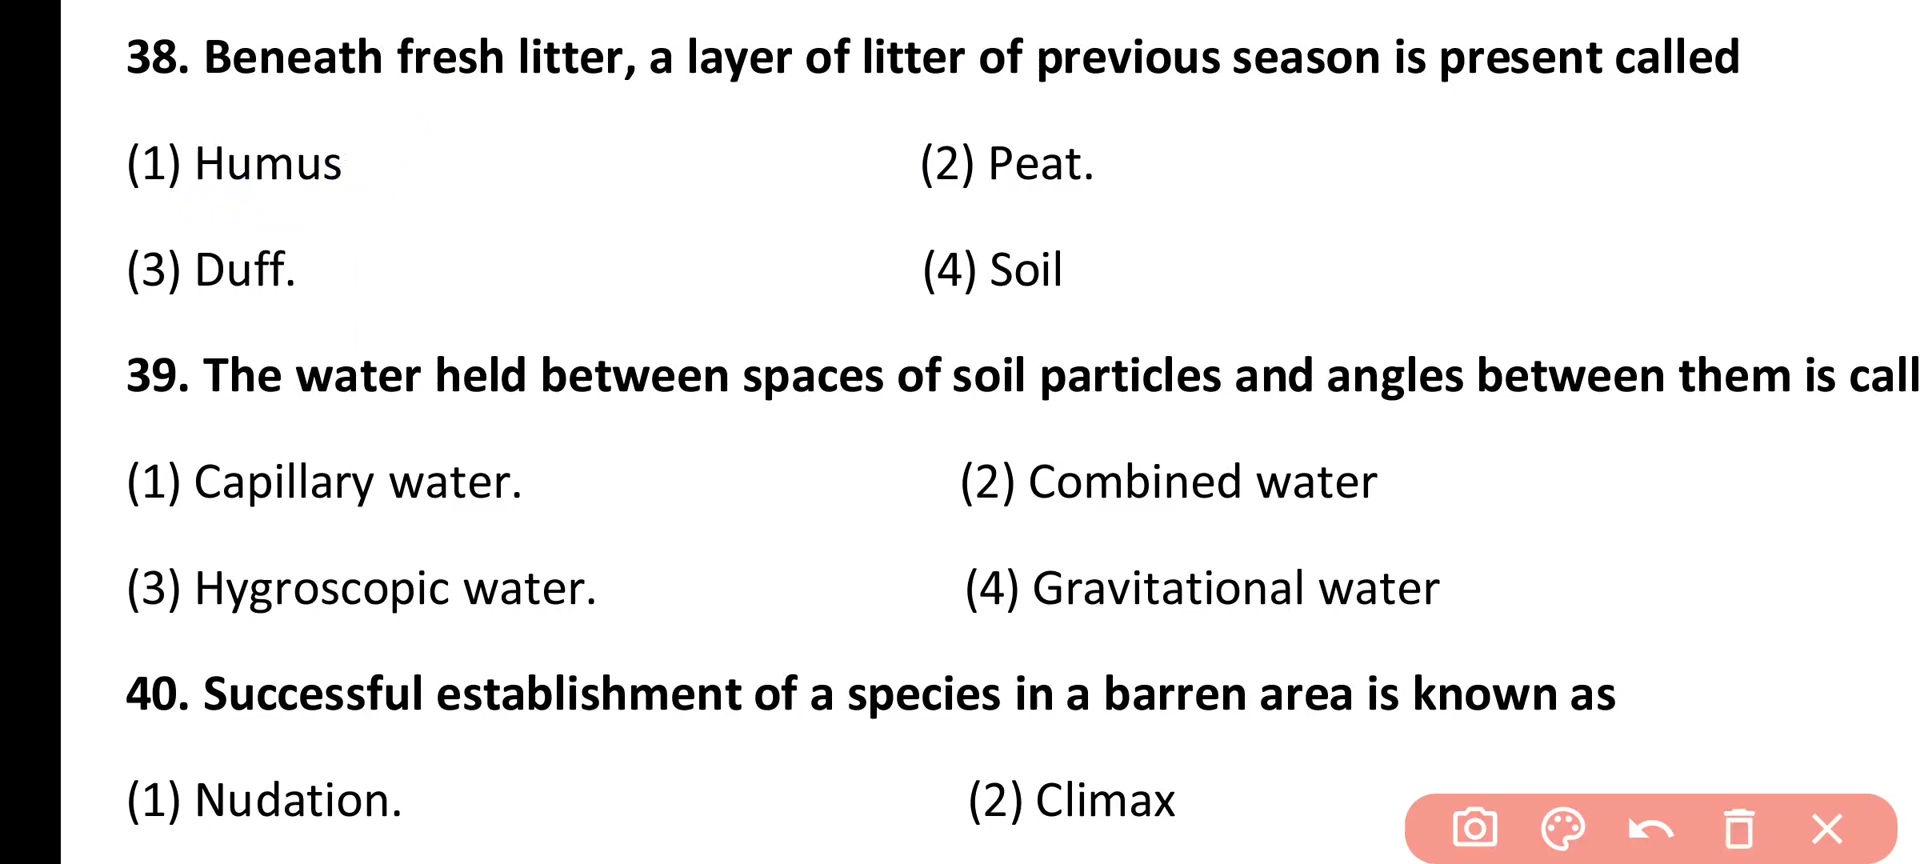 38. Beneath fresh litter, a layer of litter of previous season is present called
(1) Humus (2) Peat.
(3) Duff. (4) Soil
39. The water held between spaces of soil particles and angles between them is call
(1) Capillary water. (2) Combined water
(3) Hygroscopic water. (4) Gravitational water
40. Successful establishment of a species in a barren area is known as
(1) Nudation. (2) Climax